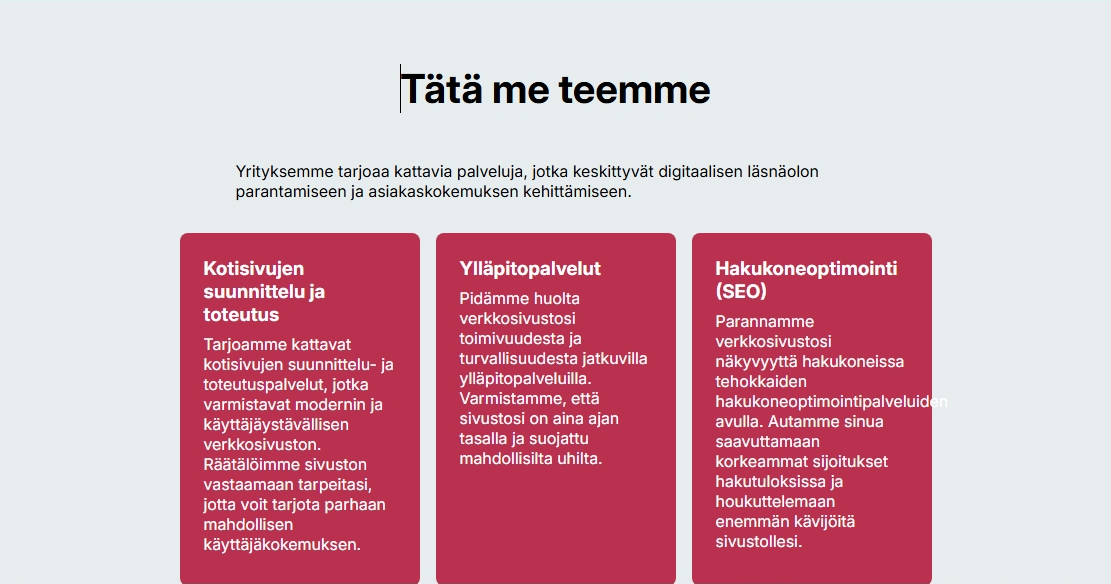 Tätä me teemme
Yrityksemme tarjoaa kattavia palveluja, jotka keskittyvät digitaalisen läsnäolon
parantamiseen ja asiakaskokemuksen kehittämiseen.
Kotisivujen
suunnittelu ja
toteutus
Tarjoamme kattavat
kotisivujen suunnittelu- ja
toteutuspalvelut, jotka
varmistavat modernin ja
käyttäjäystävällisen
verkkosivuston.
Räätälöimme sivuston
vastaamaan tarpeitasi,
jotta voit tarjota parhaan
mahdollisen
käyttäjäkokemuksen.
Ylläpitopalvelut
Pidämme huolta
verkkosivustosi
toimivuudesta ja
turvallisuudesta jatkuvilla
ylläpitopalveluilla.
Varmistamme, että
sivustosi on aina ajan
tasalla ja suojattu
mahdollisilta uhilta.
Hakukoneoptimointi
(SEO)
Parannamme
verkkosivustosi
näkyvyyttä hakukoneissa
tehokkaiden
hakukoneoptimointipalveluiden
avulla. Autamme sinua
saavuttamaan
korkeammat sijoitukset
hakutuloksissa ja
houkuttelemaan
enemmän kävijöitä
sivustollesi.